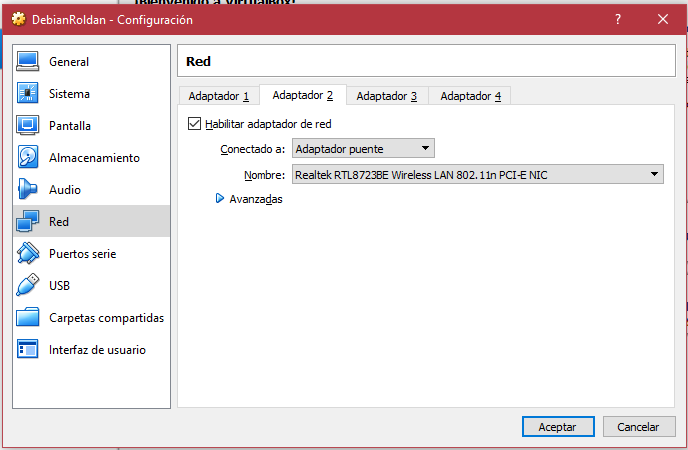 ¡Bienvenido a VirtualBox!
DebianRoldan - Configuración
?
General
Sistema
Pantalla
Almacenamiento
Audio
Red
Puertos serie
USB
Carpetas compartidas
Interfaz de usuario
Red
Adaptador 1 Adaptador 2 Adaptador 3 Adaptador 4
Habilitar adaptador de red
Conectado a: Adaptador puente
Nombre: Realtek RTL8723BE Wireless LAN 802.11n PCI-E NIC
Avanzadas
Aceptar Cancelar